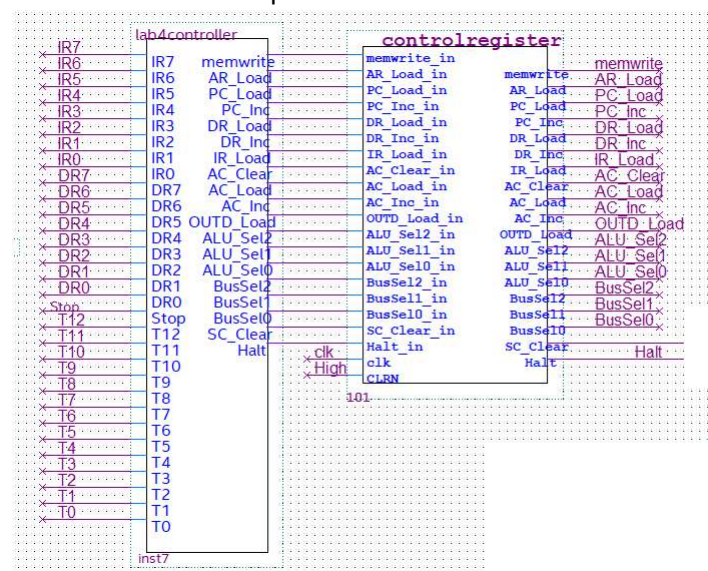 lab4controller
controlregister
IR7
IR6
IR5
IR4
IR3
IR2
IR1
IR0
DR7
DR6
DR5
DR4
DR3
DR2
DR1
DR0
Stop
T12
T11
T10
T9
T8
T7
T6
T5
T4
T3
T2
T1
T0
IR7 memwrite
IR6 AR_Load
IR5 PC_Load
IR4 PC_Inc
IR3 DR_Load
IR2 DR_Inc
IR1 IR_Load
IR0 AC_Clear
DR7 AC_Load
DR6 AC_Inc
DR5 OUTD_Load
DR4 ALU_Sel2
DR3 ALU_Sel1
DR2 ALU_Sel0
DR1 BusSel2
DR0 BusSel1
Stop BusSel0
T12 SC_Clear
T11 Halt
T10
T9
T8
T7
T6
T5
T4
T3
T2
T1
T0
inst7
clk
High
memwrite_in
AR_Load_in memwrite
PC_Load_in AR_Load
PC_Inc_in PC_Load
DR_Load_in PC_Inc
DR_Inc_in DR_Load
IR_Load_in DR_Inc
AC_Clear_in IR_Load
AC_Load_in AC_Clear
AC_Inc_in AC_Load
OUTD_Load_in AC_Inc
ALU_Sel2_in OUTD_Load
ALU_Sel1_in ALU_Sel2
ALU_Sel0_in ALU_Sel1
BusSel2_in ALU_Sel0
BusSel1_in BusSel2
BusSel0_in BusSel1
SC_Clear_in BusSel0
Halt_in SC_Clear
clk Halt
CLRN
101
memwrite
AR_Load
PC_Load
PC_Inc
DR_Load
DR_Inc
IR_Load
AC_Clear
AC_Load
AC_Inc
OUTD_Load
ALU_Sel2
ALU_Sel1
ALU_Sel0
BusSel2
BusSel1
BusSel0
Halt